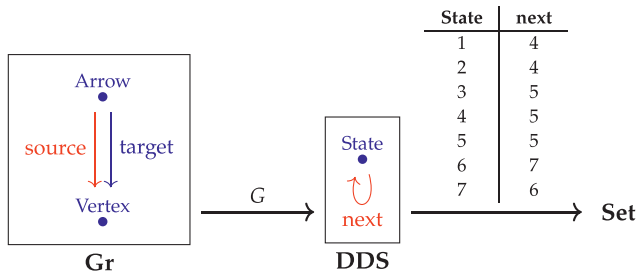 State next
1 4
2 4
3 5
4 5
5 5
6 7
7 6
Arrow
source target
Vertex
Gr
G
State
next
DDS
Set